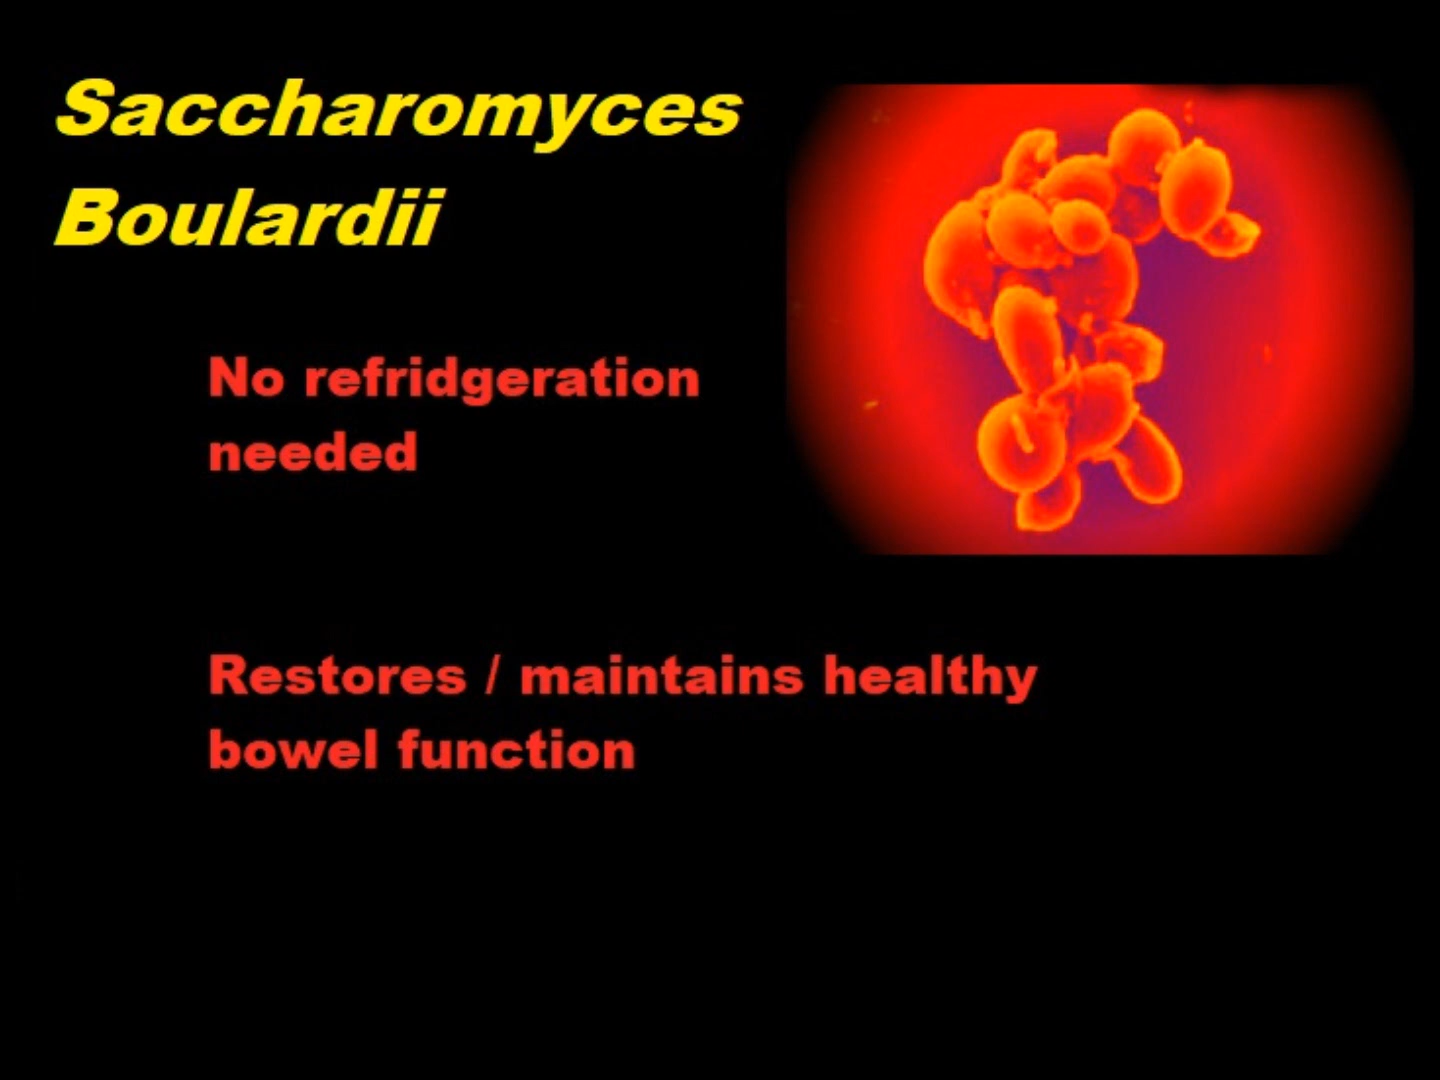 Saccharomyces
Boulardii
No refridgeration
needed
Restores / maintains healthy
bowel function